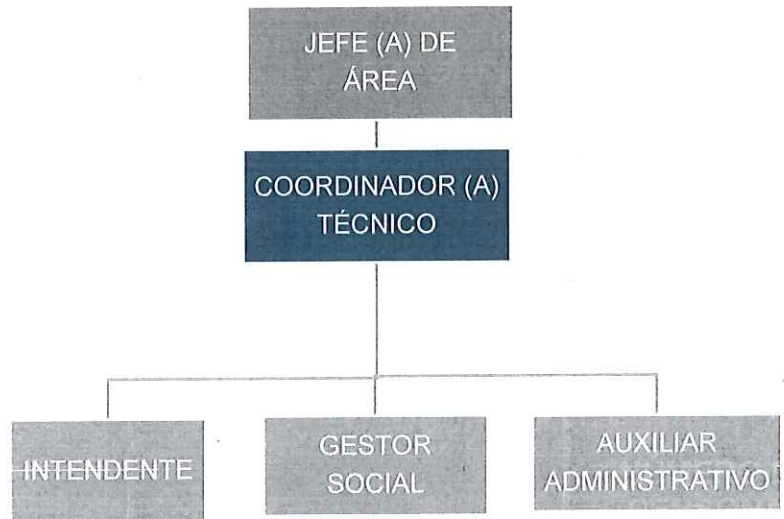 JEFE (A) DE
ÁREA
COORDINADOR (A)
TÉCNICO
INTENDENTE
GESTOR
SOCIAL
AUXILIAR
ADMINISTRATIVO